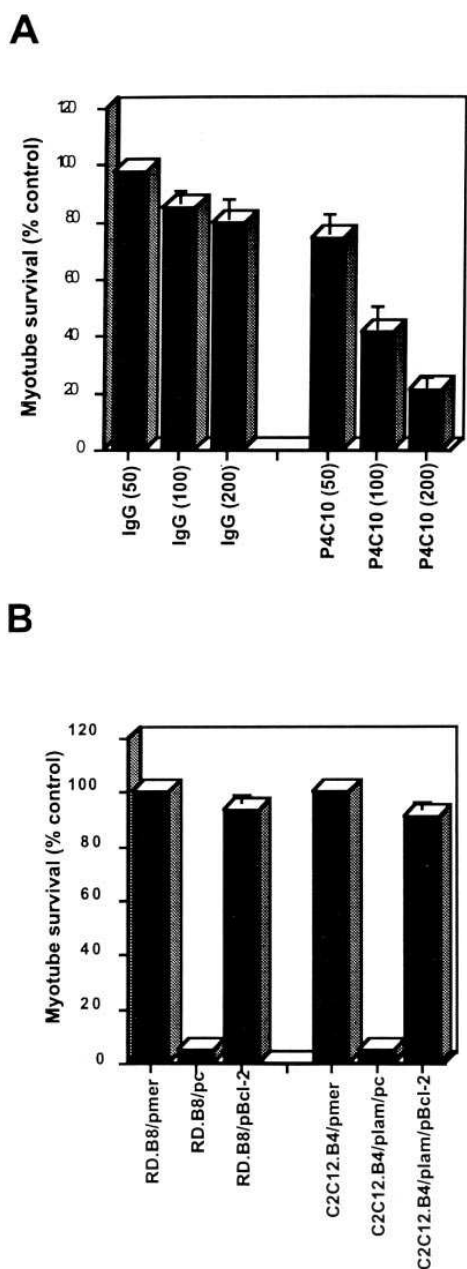 A
Myotube survival (% control)
120
100
80
60
40
20
0
IgG (50)
IgG (100)
IgG (200)
P4C10 (50)
P4C10 (100)
P4C10 (200)
B
Myotube survival (% control)
120
100
80
60
40
20
0
RD.B8/pmer
RD.B8/pc
RD.B8/pBcl-2
C2C12.B4/pmer
C2C12.B4/plam/pc
C2C12.B4/plam/pBcl-2